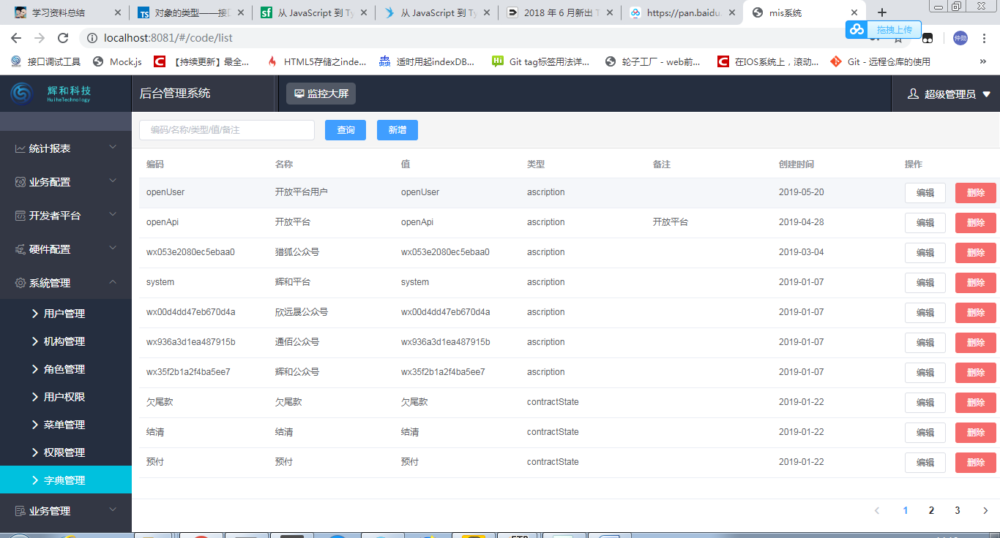 学习资料总结
TS 对象的类型——接口
sf 从 JavaScript 到 Ty
从 JavaScript 到 Ty
2018 年 6 月新出 T
https://pan.baidu.
mis系统
localhost:8081/#/code/list
拖拽上传
仲勋
接口调试工具
Mock.js
C 【持续更新】最全...
HTML5存储之inde...
适时用起indexDB...
Hi Git tag标签用法详...
轮子工厂 - web前...
C 在IOS系统上，滚动...
Git - 远程仓库的使用
»
辉和科技
HuiheTechnology
后台管理系统
监控大屏
超级管理员
统计报表
业务配置
开发者平台
硬件配置
系统管理
用户管理
机构管理
角色管理
用户权限
菜单管理
权限管理
字典管理
业务管理
编码/名称/类型/值/备注
查询
新增
编码 名称 值 类型 备注 创建时间 操作
openUser 开放平台用户 openUser ascription 2019-05-20 编辑 删除
openApi 开放平台 openApi ascription 开放平台 2019-04-28 编辑 删除
wx053e2080ec5ebaa0 猎狐公众号 wx053e2080ec5ebaa0 ascription 2019-03-04 编辑 删除
system 辉和平台 system ascription 2019-01-07 编辑 删除
wx00d4dd47eb670d4a 欣远晟公众号 wx00d4dd47eb670d4a ascription 2019-01-07 编辑 删除
wx936a3d1ea487915b 通佰公众号 wx936a3d1ea487915b ascription 2019-01-07 编辑 删除
wx35f2b1a2f4ba5ee7 辉和公众号 wx35f2b1a2f4ba5ee7 ascription 2019-01-07 编辑 删除
欠尾款 欠尾款 欠尾款 contractState 2019-01-22 编辑 删除
结清 结清 结清 contractState 2019-01-22 编辑 删除
预付 预付 预付 contractState 2019-01-22 编辑 删除
1 2 3